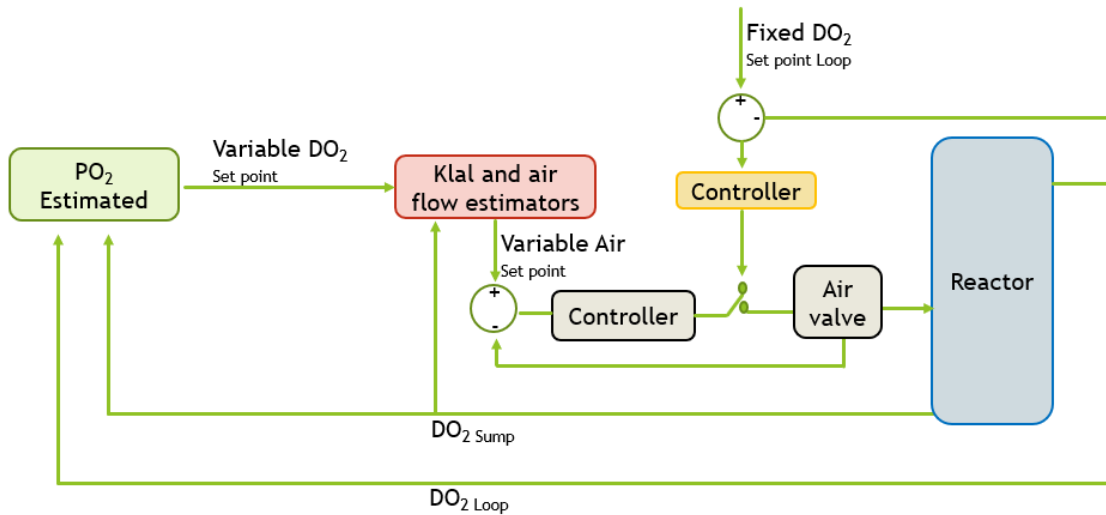 Fixed DO₂
Set point Loop
+
-
PO₂
Estimated
Variable DO₂
Set point
Klal and air
flow estimators
Controller
Variable Air
Set point
+
-
Controller
Air
valve
Reactor
DO₂ Sump
DO₂ Loop